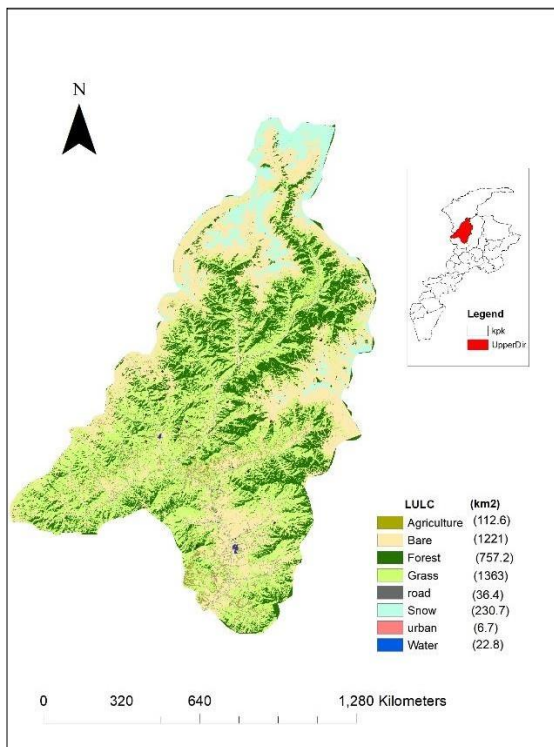 N
Legend
kpk
UpperDir
LULC (km2)
Agriculture (112.6)
Bare (1221)
Forest (757.2)
Grass (1363)
road (36.4)
Snow (230.7)
urban (6.7)
Water (22.8)
0 320 640 1,280 Kilometers